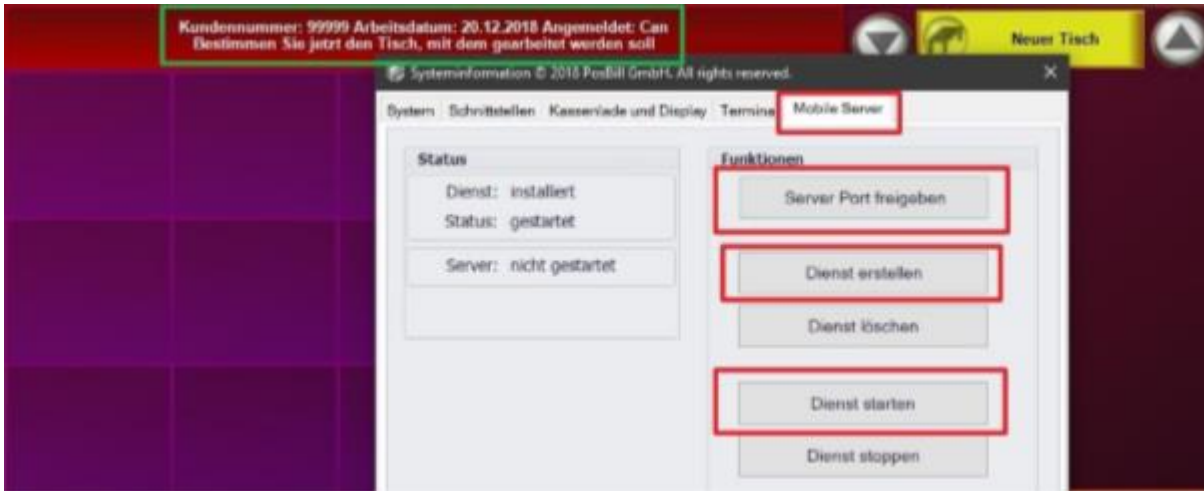 Kundennummer: 99999 Arbeitsdatum: 20.12.2018 Angemeldet: Can
Bestimmen Sie jetzt den Tisch, mit dem gearbeitet werden soll
Neuer Tisch
Systeminformation © 2018 PosBill GmbH. All rights reserved.
System Schnittstellen Kassenlade und Display Termina Mobile Server
Status
Dienst: installiert
Status: gestartet
Server: nicht gestartet
Funktionen
Server Port freigeben
Dienst erstellen
Dienst löschen
Dienst starten
Dienst stoppen